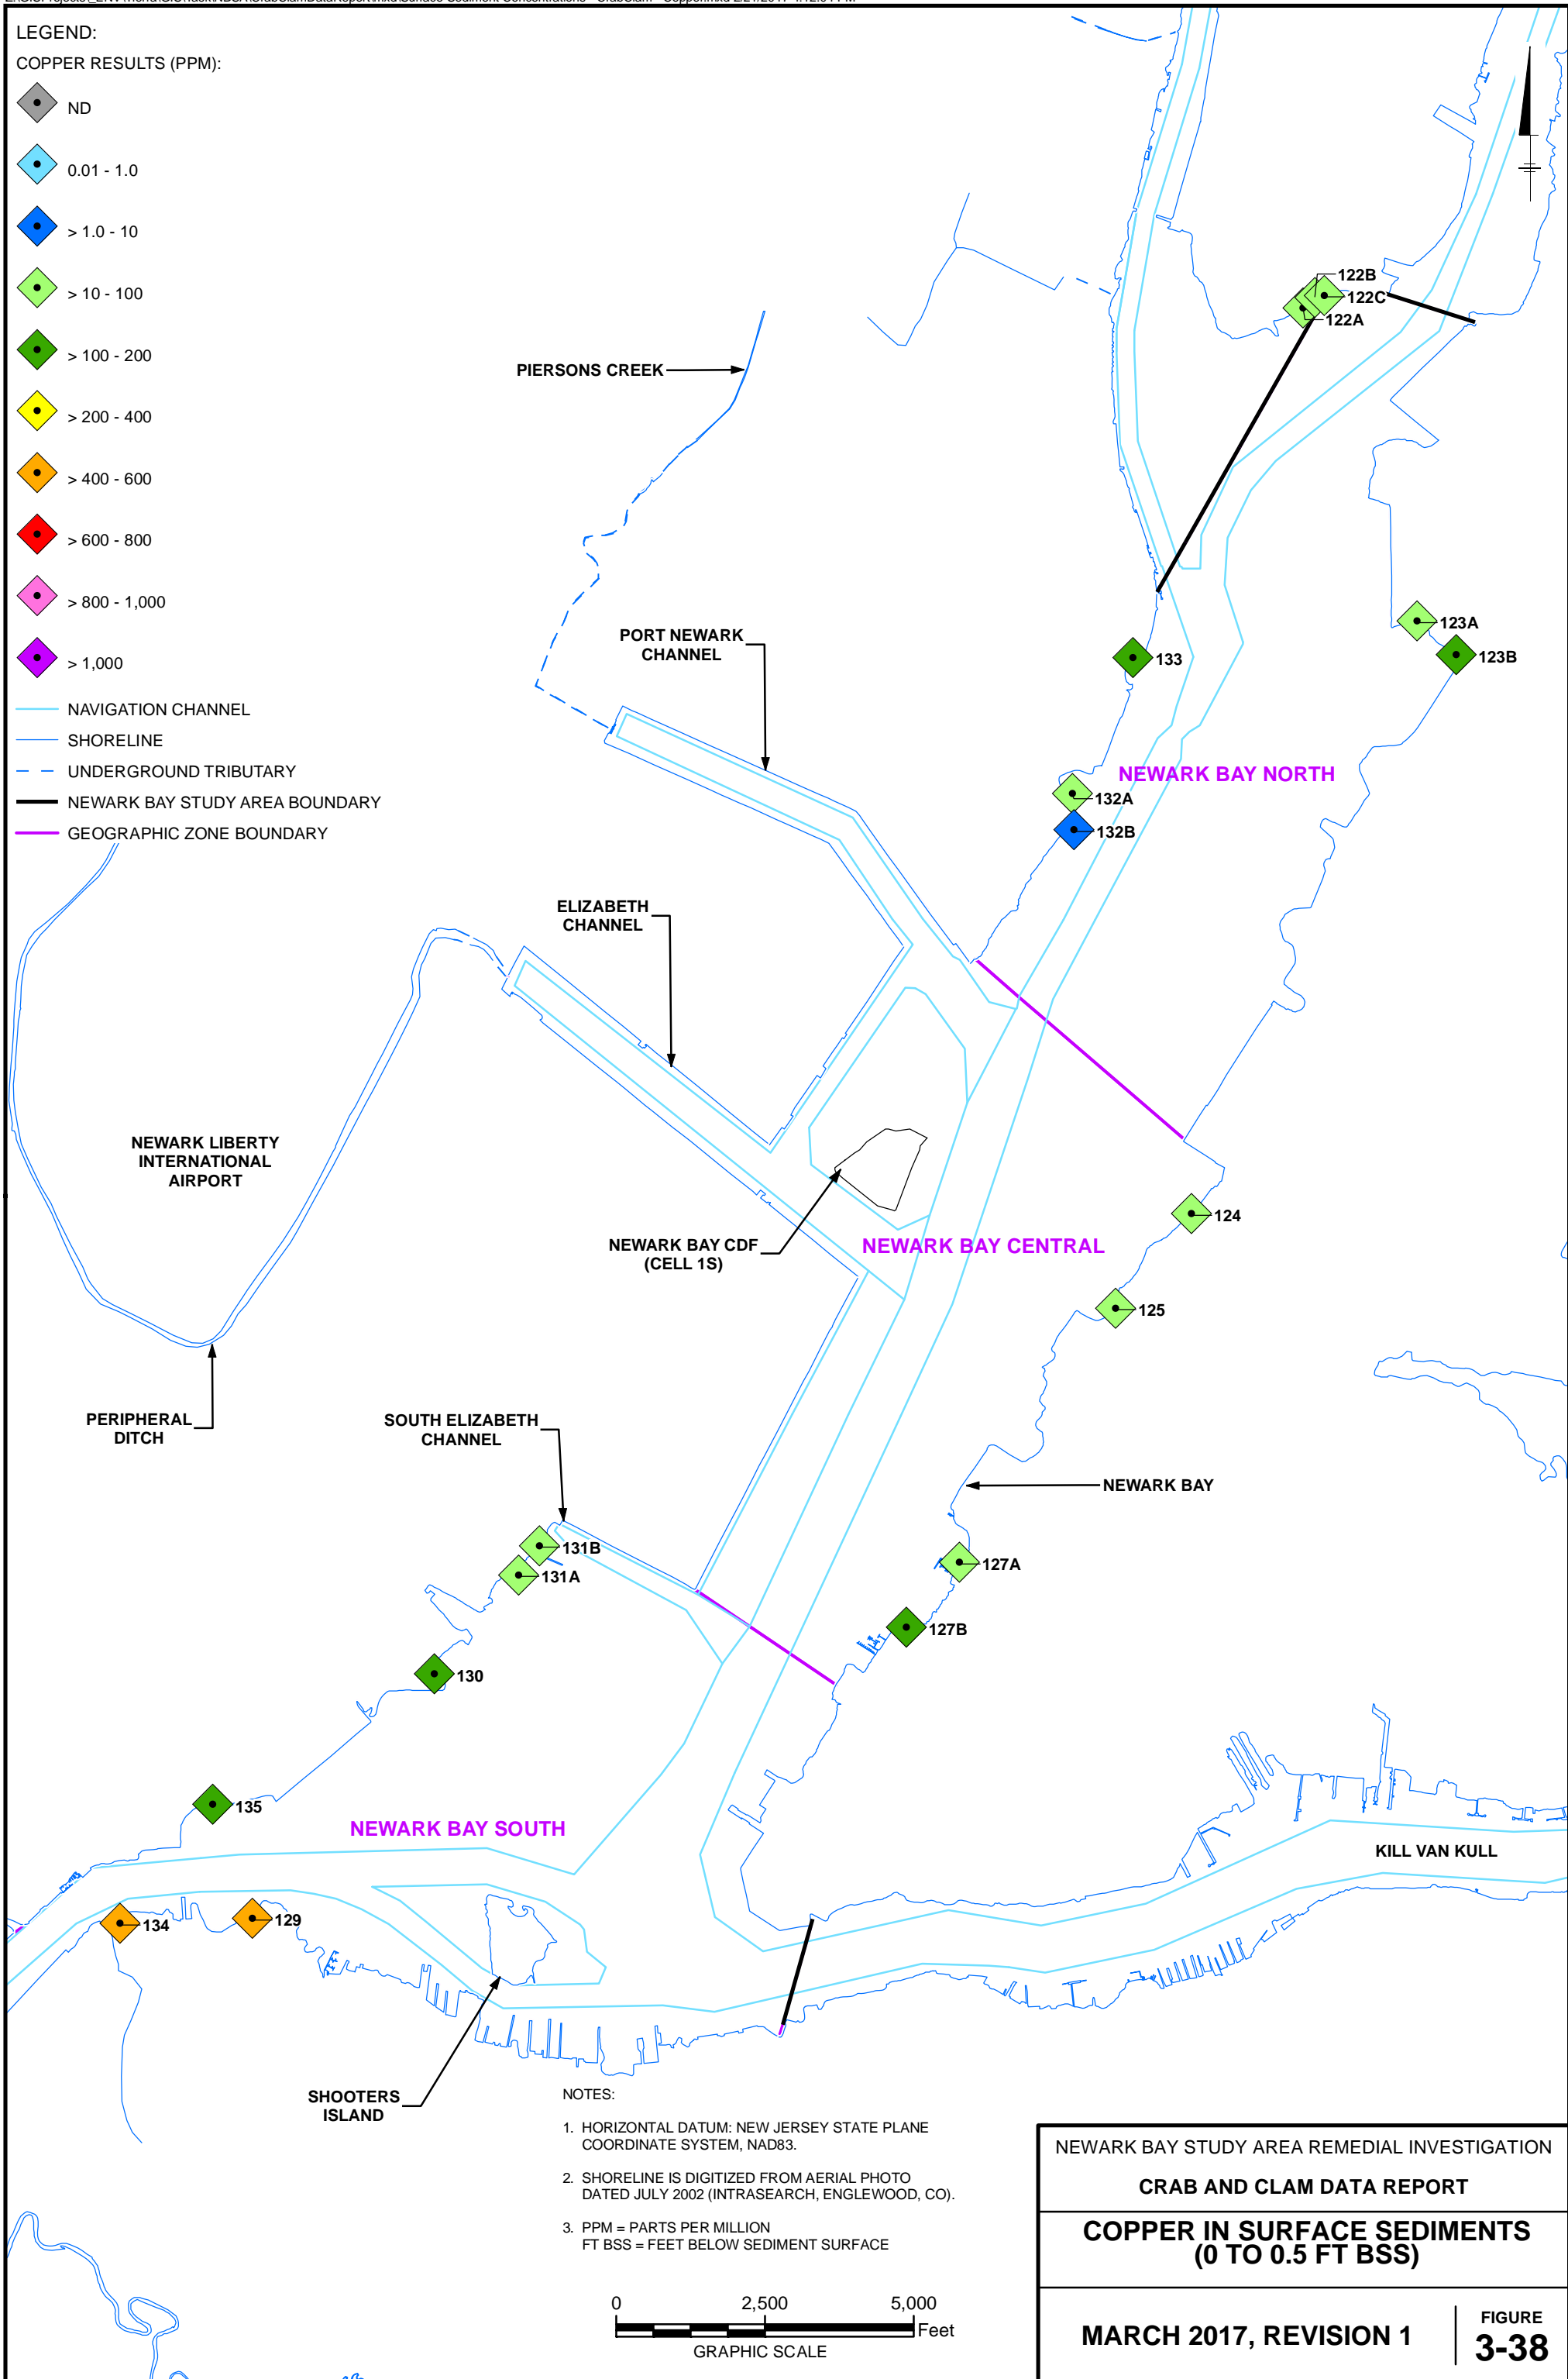 LEGEND:
COPPER RESULTS (PPM):
ND
0.01 - 1.0
> 1.0 - 10
> 10 - 100
> 100 - 200
> 200 - 400
> 400 - 600
> 600 - 800
> 800 - 1,000
> 1,000
NAVIGATION CHANNEL
SHORELINE
UNDERGROUND TRIBUTARY
NEWARK BAY STUDY AREA BOUNDARY
GEOGRAPHIC ZONE BOUNDARY
122B
122C
122A
PIERSONS CREEK
123A
123B
PORT NEWARK
CHANNEL
133
NEWARK BAY NORTH
132A
132B
ELIZABETH
CHANNEL
NEWARK LIBERTY
INTERNATIONAL
AIRPORT
124
NEWARK BAY CDF
(CELL 1S)
NEWARK BAY CENTRAL
125
PERIPHERAL
DITCH
SOUTH ELIZABETH
CHANNEL
NEWARK BAY
131B
131A
127A
127B
130
135
NEWARK BAY SOUTH
KILL VAN KULL
134
129
SHOOTERS
ISLAND
NOTES:
1. HORIZONTAL DATUM: NEW JERSEY STATE PLANE
COORDINATE SYSTEM, NAD83.
2. SHORELINE IS DIGITIZED FROM AERIAL PHOTO
DATED JULY 2002 (INTRASEARCH, ENGLEWOOD, CO).
3. PPM = PARTS PER MILLION
FT BSS = FEET BELOW SEDIMENT SURFACE
0 2,500 5,000
Feet
GRAPHIC SCALE
NEWARK BAY STUDY AREA REMEDIAL INVESTIGATION
CRAB AND CLAM DATA REPORT
COPPER IN SURFACE SEDIMENTS
(0 TO 0.5 FT BSS)
MARCH 2017, REVISION 1
FIGURE
3-38